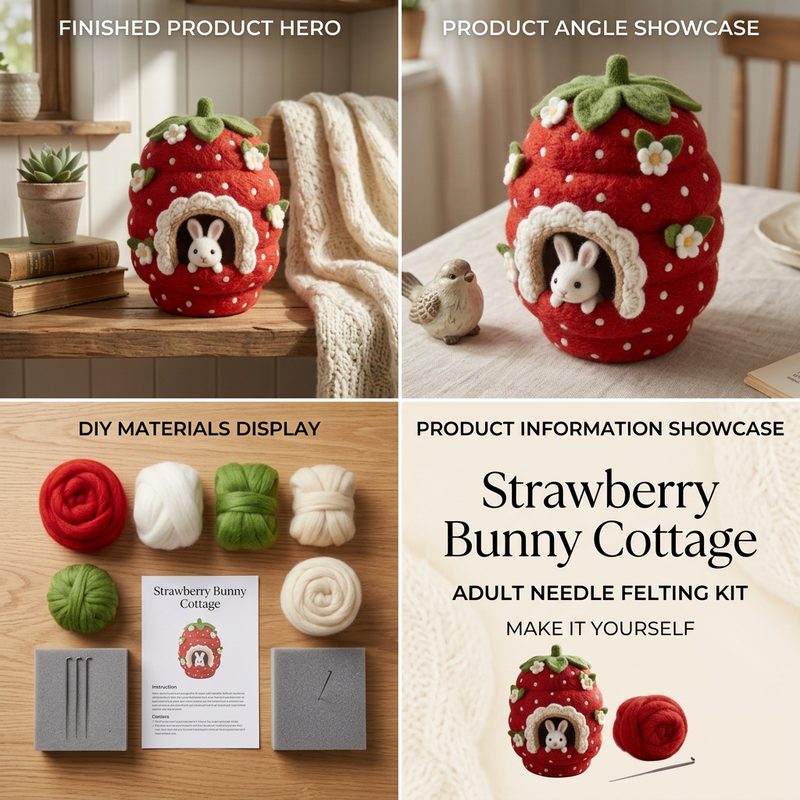 FINISHED PRODUCT HERO
PRODUCT ANGLE SHOWCASE
DIY MATERIALS DISPLAY
Strawberry Bunny
Cottage
Instruction
PRODUCT INFORMATION SHOWCASE
Strawberry
Bunny Cottage
ADULT NEEDLE FELTING KIT
MAKE IT YOURSELF